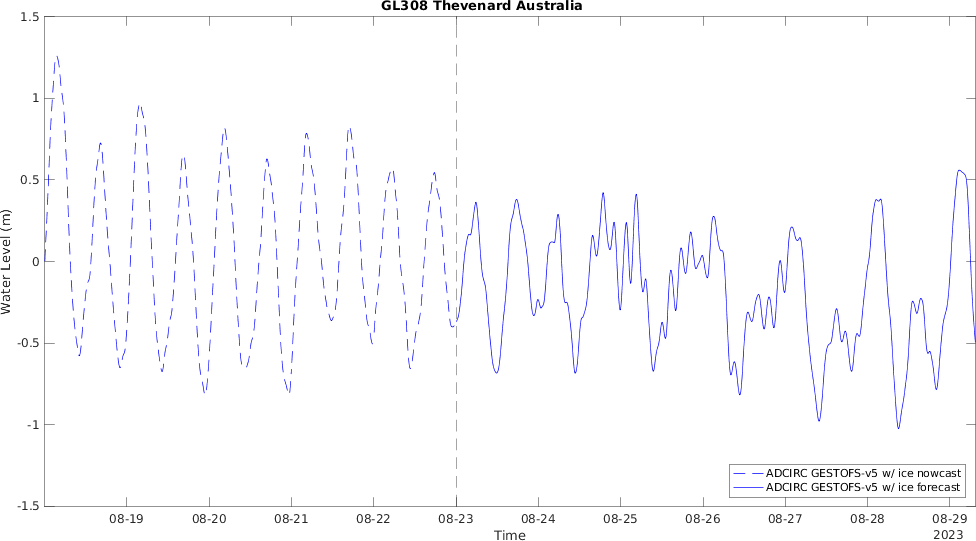 GL308 Thevenard Australia
1.5
1
0.5
0
-0.5
-1
-1.5
Water Level (m)
ADCIRC GESTOFS-v5 w/ ice nowcast
ADCIRC GESTOFS-v5 w/ ice forecast
08-19 08-20 08-21 08-22 08-23 08-24 08-25 08-26 08-27 08-28 08-29
Time
2023